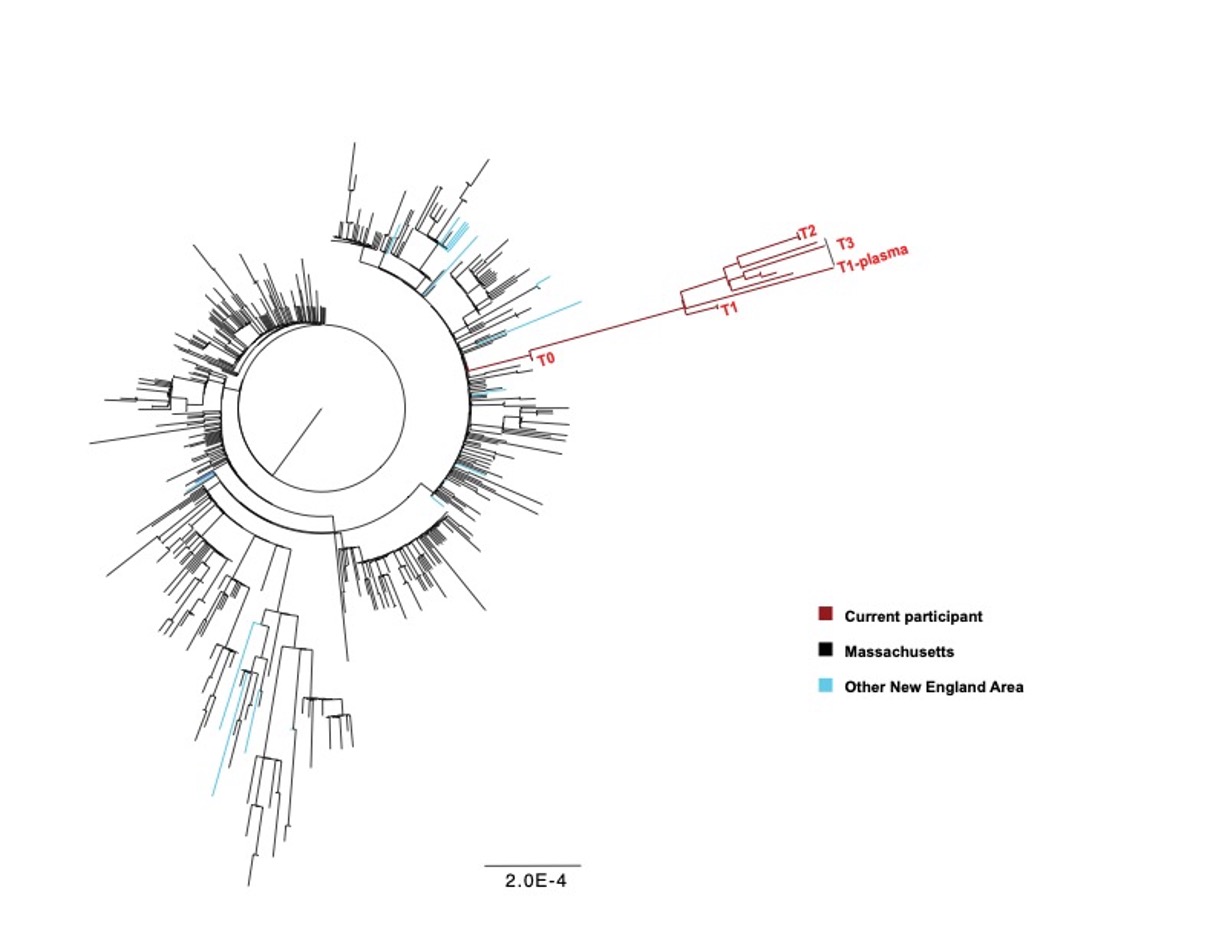 T2
T3
T1-plasma
T1
T0
Current participant
Massachusetts
Other New England Area
2.0E-4